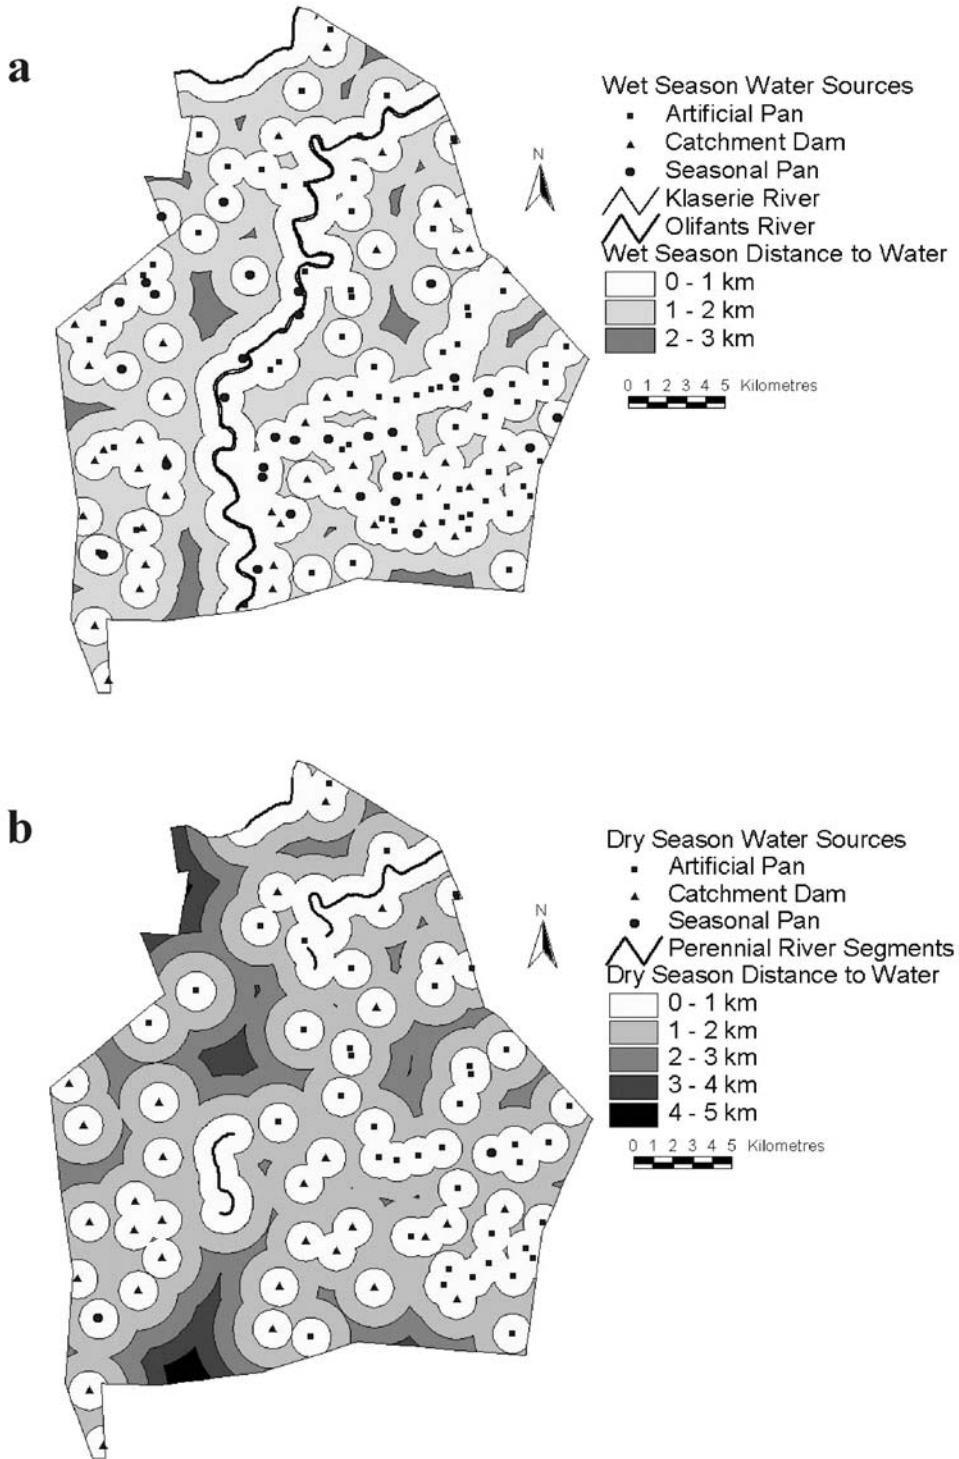 a
Wet Season Water Sources
Artificial Pan
Catchment Dam
Seasonal Pan
Klaserie River
Olifants River
Wet Season Distance to Water
0 - 1 km
1 - 2 km
2 - 3 km
0 1 2 3 4 5 Kilometres
N
b
Dry Season Water Sources
Artificial Pan
Catchment Dam
Seasonal Pan
Perennial River Segments
Dry Season Distance to Water
0 - 1 km
1 - 2 km
2 - 3 km
3 - 4 km
4 - 5 km
0 1 2 3 4 5 Kilometres
N